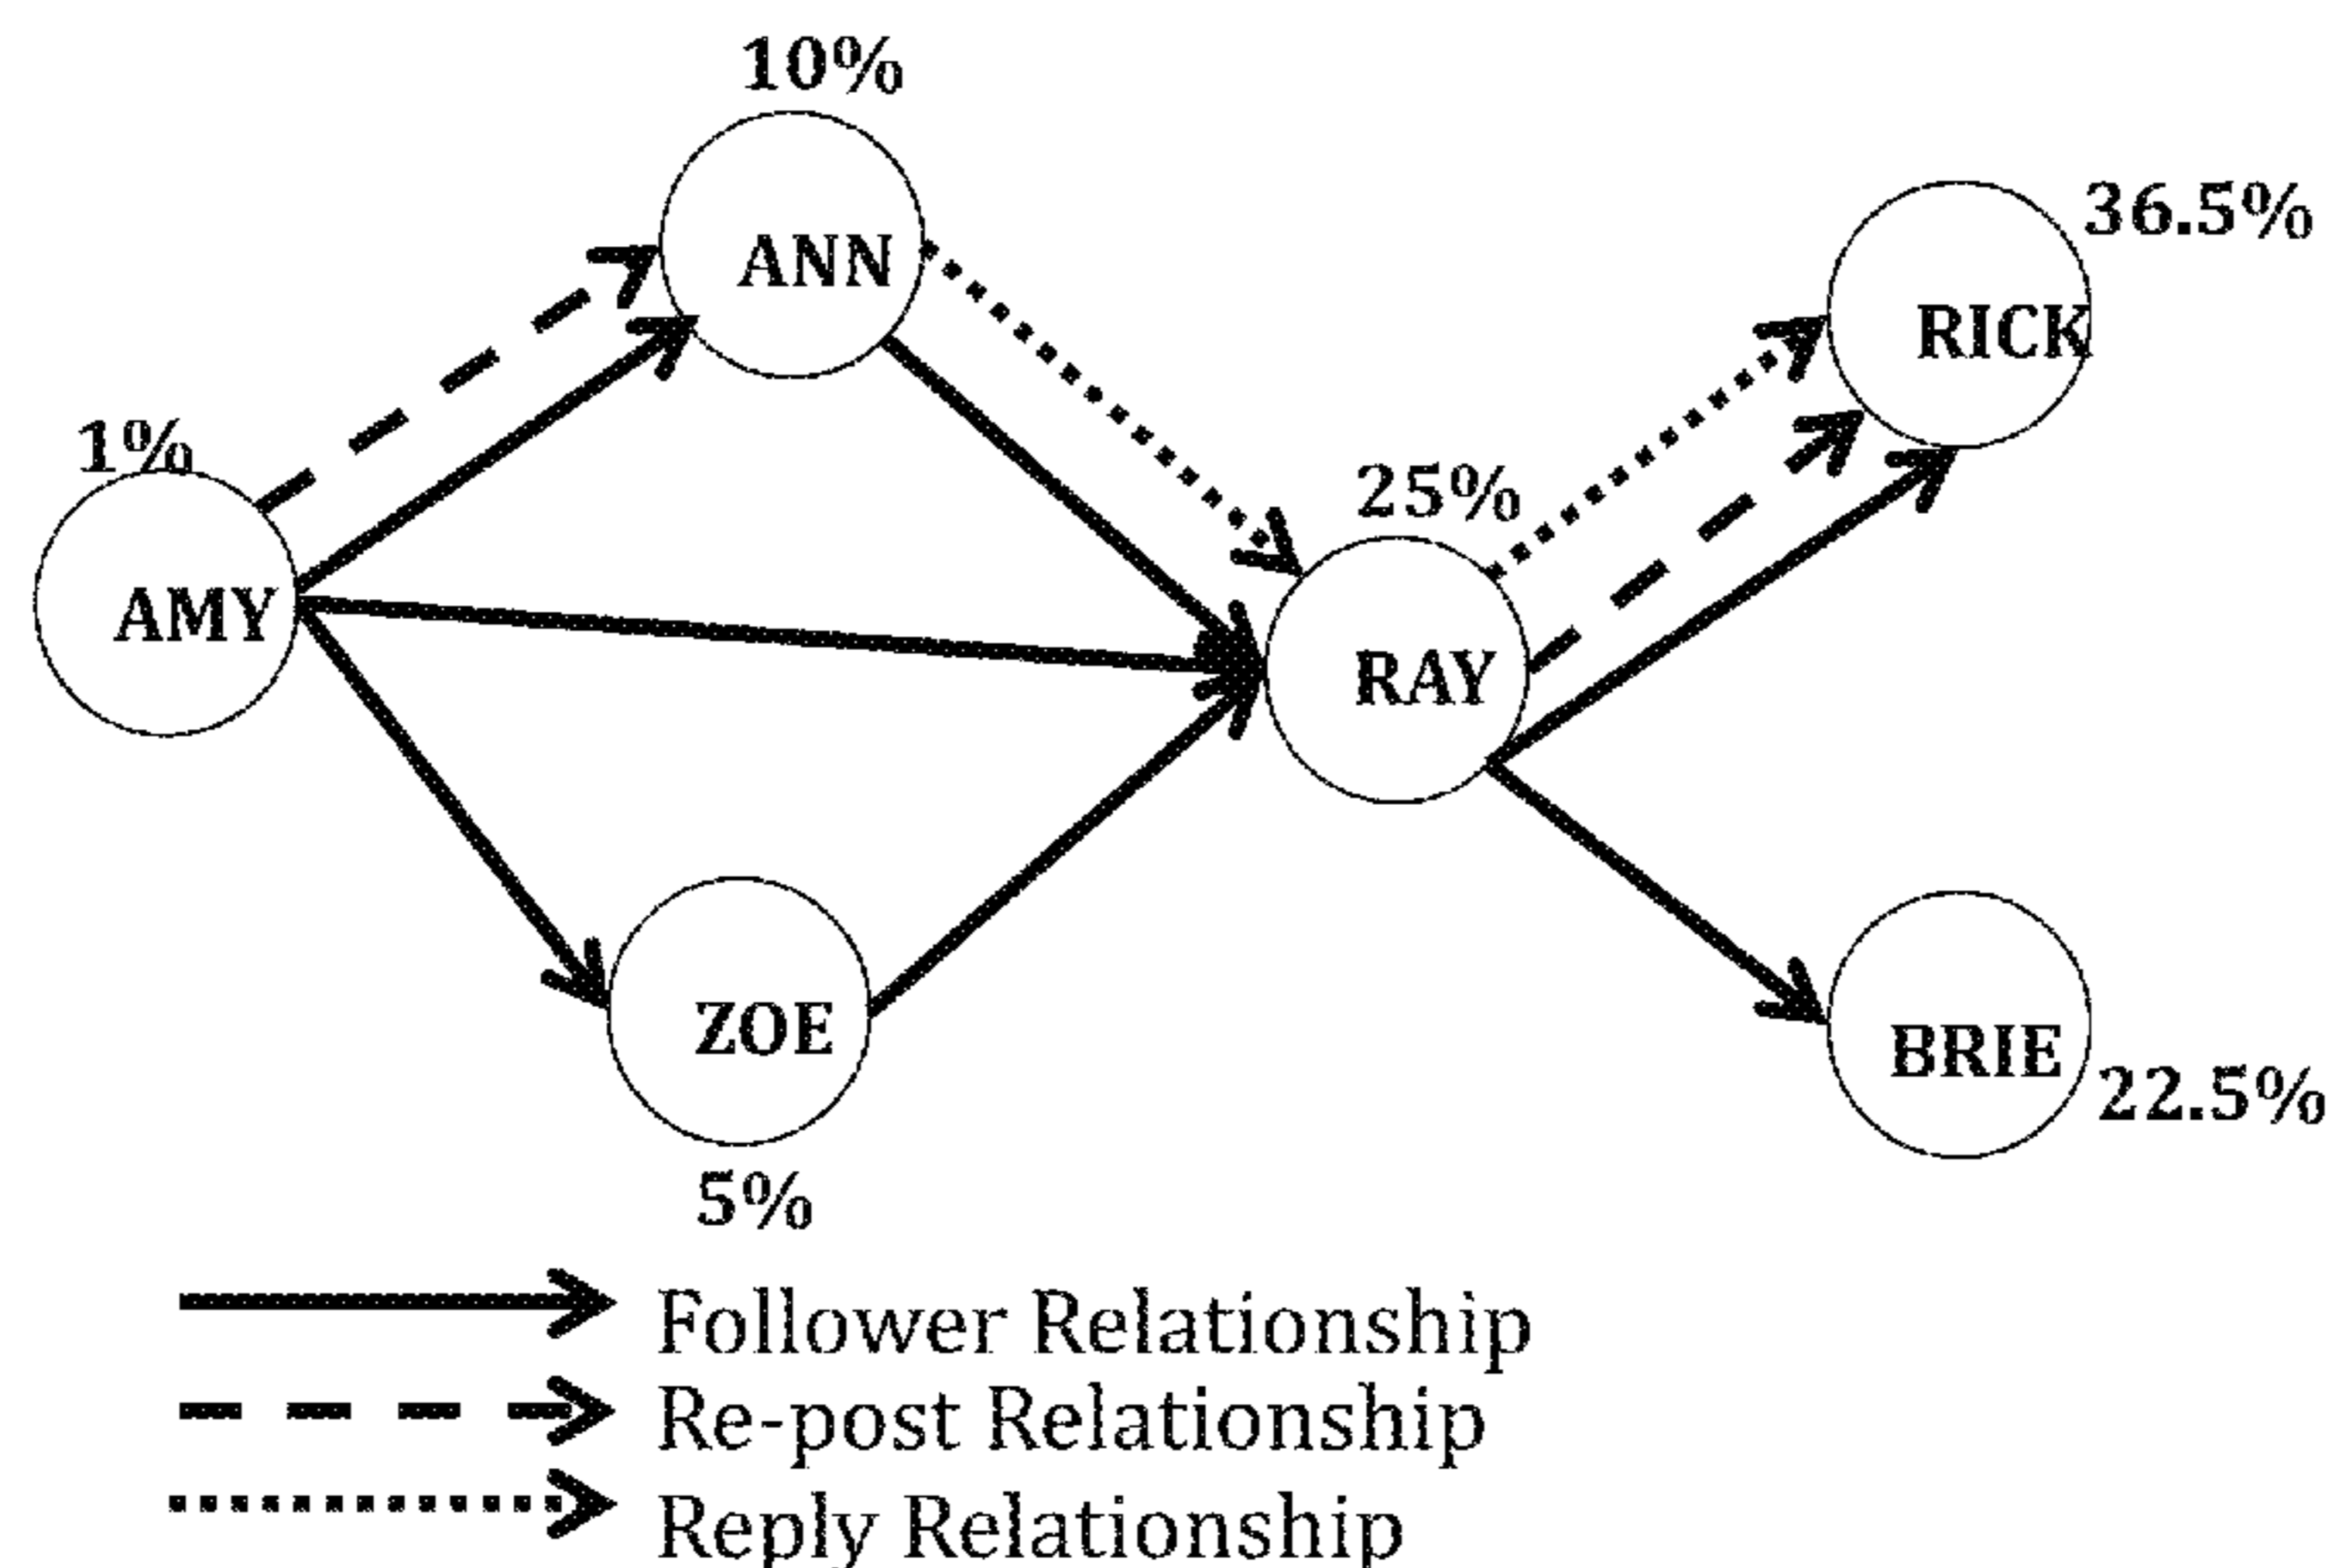 10%
ANN
RICK
36.5%
1%
AMY
25%
RAY
ZOE
5%
BRIE
22.5%
Follower Relationship
Re-post Relationship
Reply Relationship